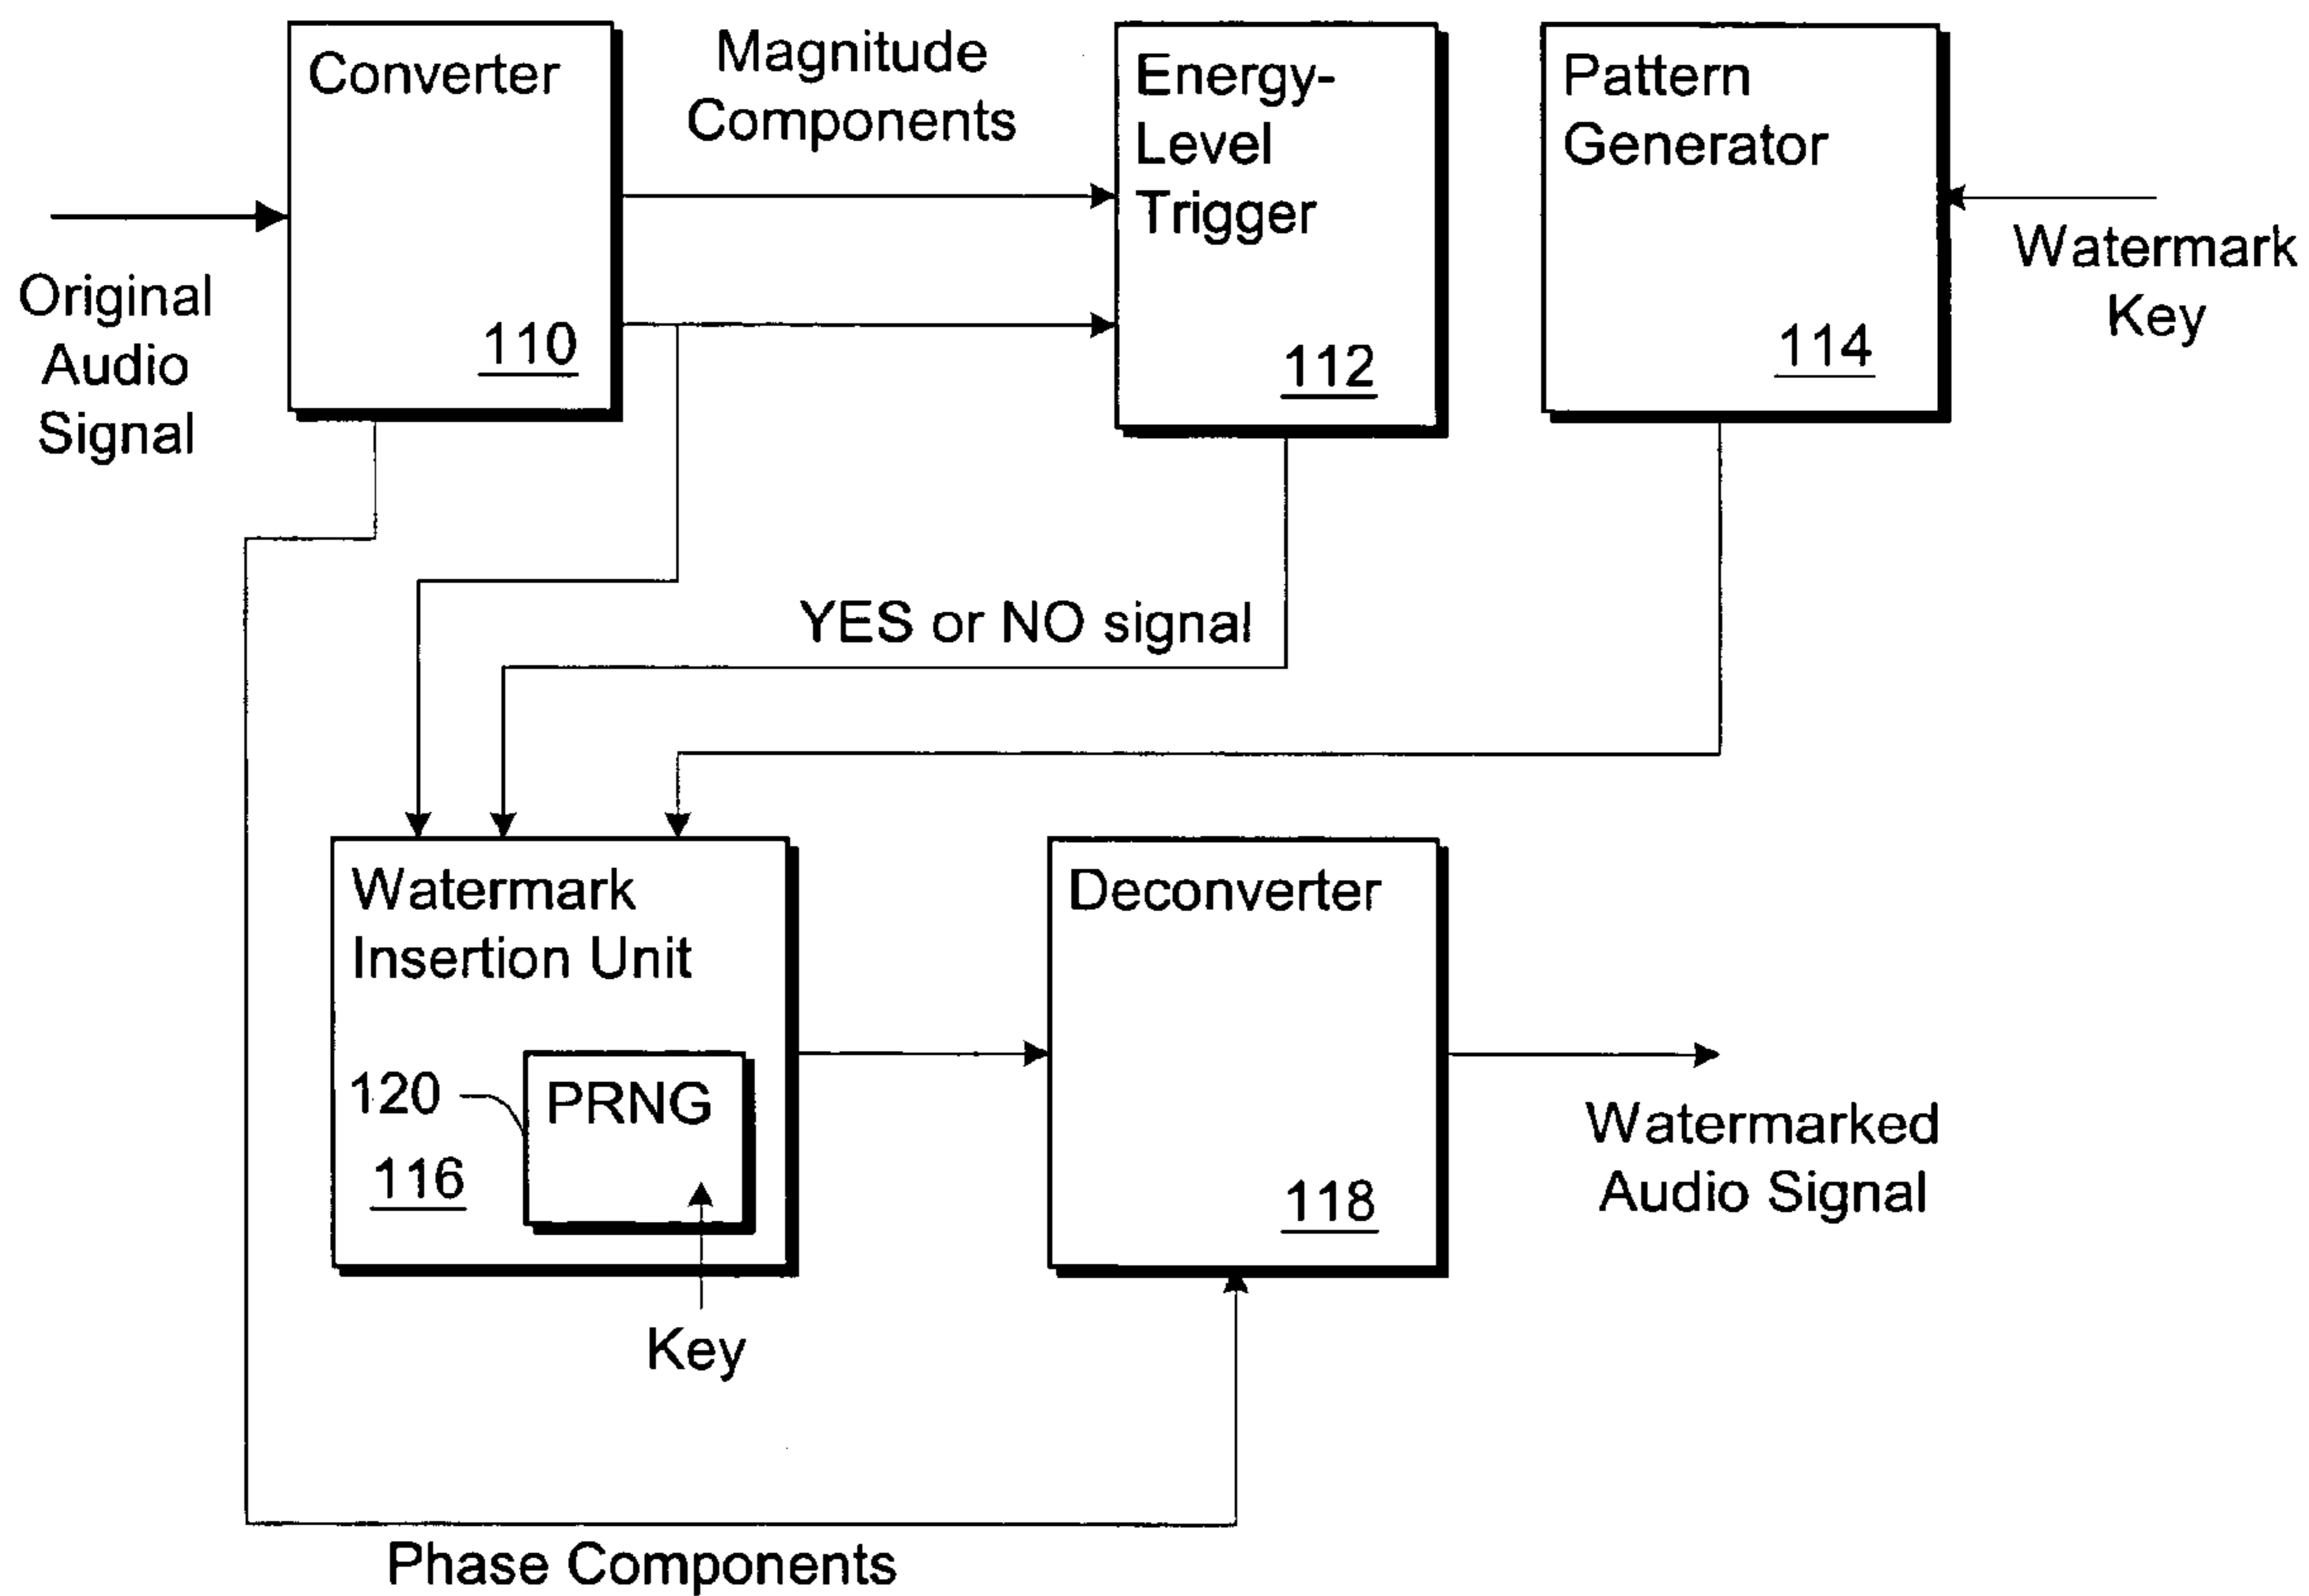 Converter
110
Magnitude
Components
Energy-
Level
Trigger
112
Pattern
Generator
114
Watermark
Key
Original
Audio
Signal
YES or NO signal
Watermark
Insertion Unit
120
PRNG
116
Key
Deconverter
118
Watermarked
Audio Signal
Phase Components